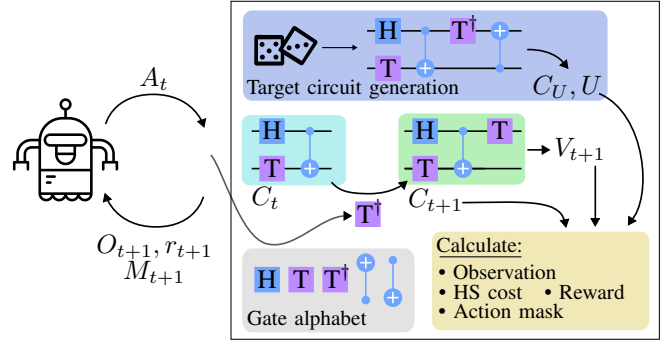 H T†
T
Target circuit generation
C_U, U
A_t
H
T
C_t
H T
T
C_{t+1}
V_{t+1}
T†
O_{t+1}, r_{t+1}
M_{t+1}
H T T†
Gate alphabet
Calculate:
• Observation
• HS cost • Reward
• Action mask